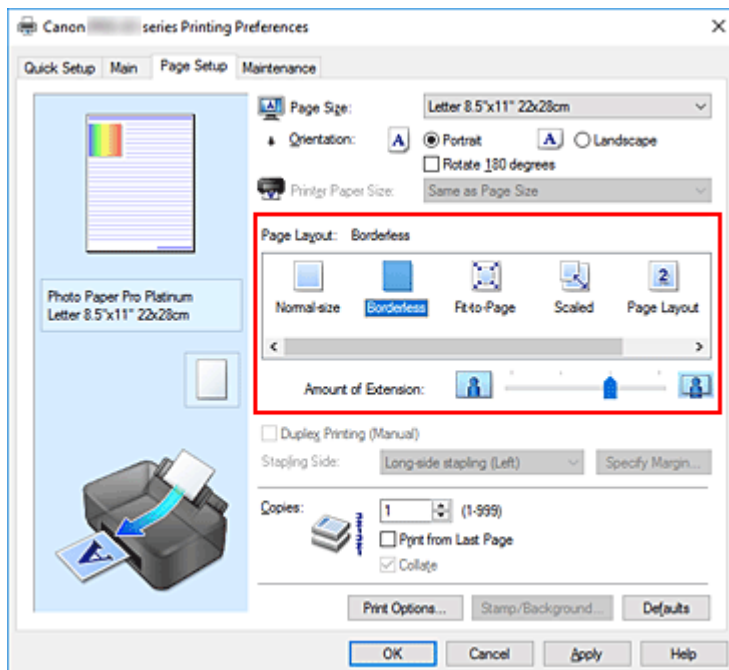 Canon series Printing Preferences
Quick Setup Main Page Setup Maintenance
Page Size: Letter 8.5"x11" 22x28cm
Orientation: A Portrait A Landscape
Rotate 180 degrees
Printer Paper Size: Same as Page Size
Page Layout: Borderless
2
Normal-size Borderless Fit-to-Page Scaled Page Layout
Photo Paper Pro Platinum
Letter 8.5"x11" 22x28cm
Amount of Extension:
Duplex Printing (Manual)
Stapling Side: Long-side stapling (Left) Specify Margin...
Copies: 1 (1-999)
Print from Last Page
Collate
A
Print Options... Stamp/Background... Defaults
OK Cancel Apply Help